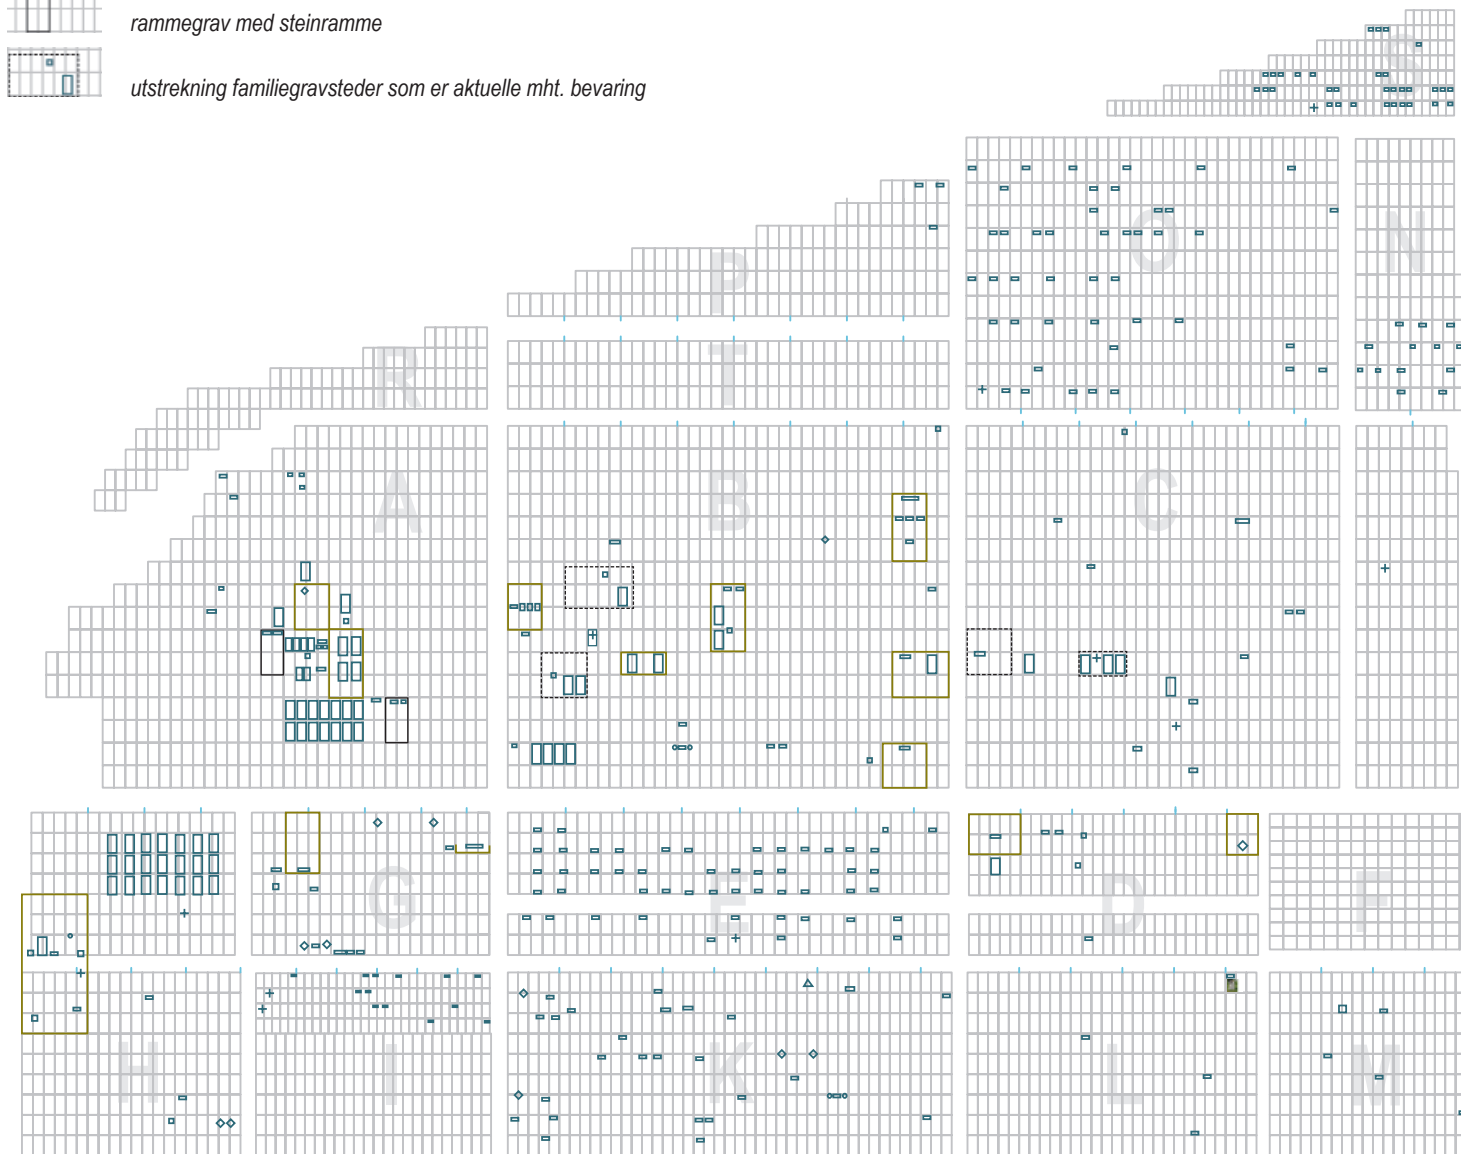 rammegrav med steinramme
utstrekning familiegravsteder som er aktuelle mht. bevaring
S
O
N
P
R
T
A
B
C
G
E
D
F
H
I
K
L
M